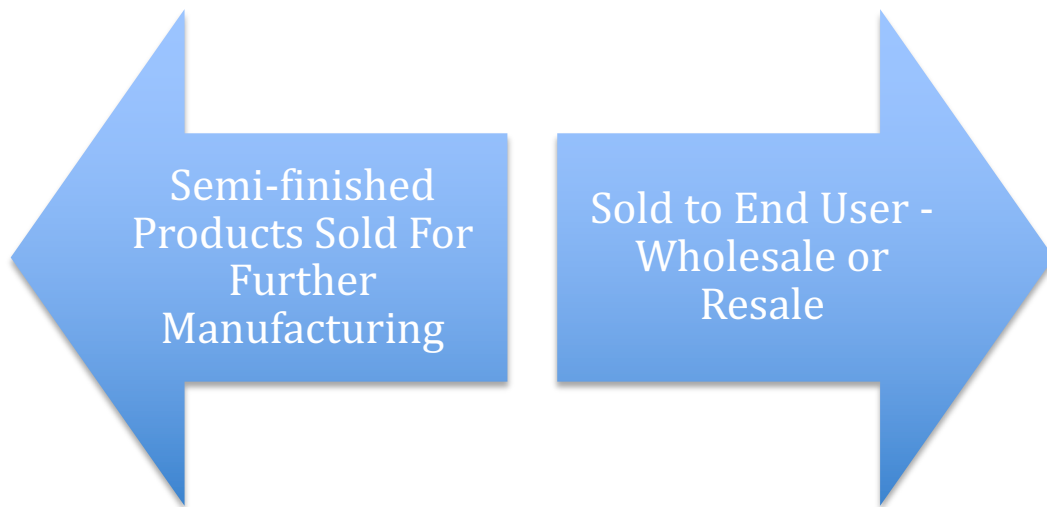 Semi-finished
Products Sold For
Further
Manufacturing
Sold to End User -
Wholesale or
Resale